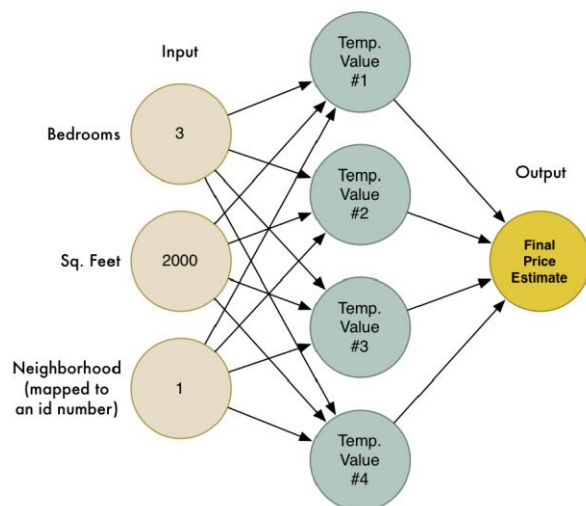 Input
Bedrooms
3
Sq. Feet
2000
Neighborhood
(mapped to
an id number)
1
Temp.
Value
#1
Temp.
Value
#2
Temp.
Value
#3
Temp.
Value
#4
Output
Final
Price
Estimate